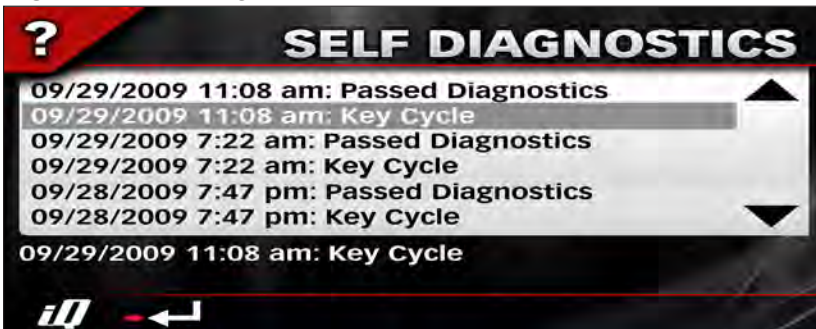 ?
SELF DIAGNOSTICS
09/29/2009 11:08 am: Passed Diagnostics
09/29/2009 11:08 am: Key Cycle
09/29/2009 7:22 am: Passed Diagnostics
09/29/2009 7:22 am: Key Cycle
09/28/2009 7:47 pm: Passed Diagnostics
09/28/2009 7:47 pm: Key Cycle
09/29/2009 11:08 am: Key Cycle
iQ